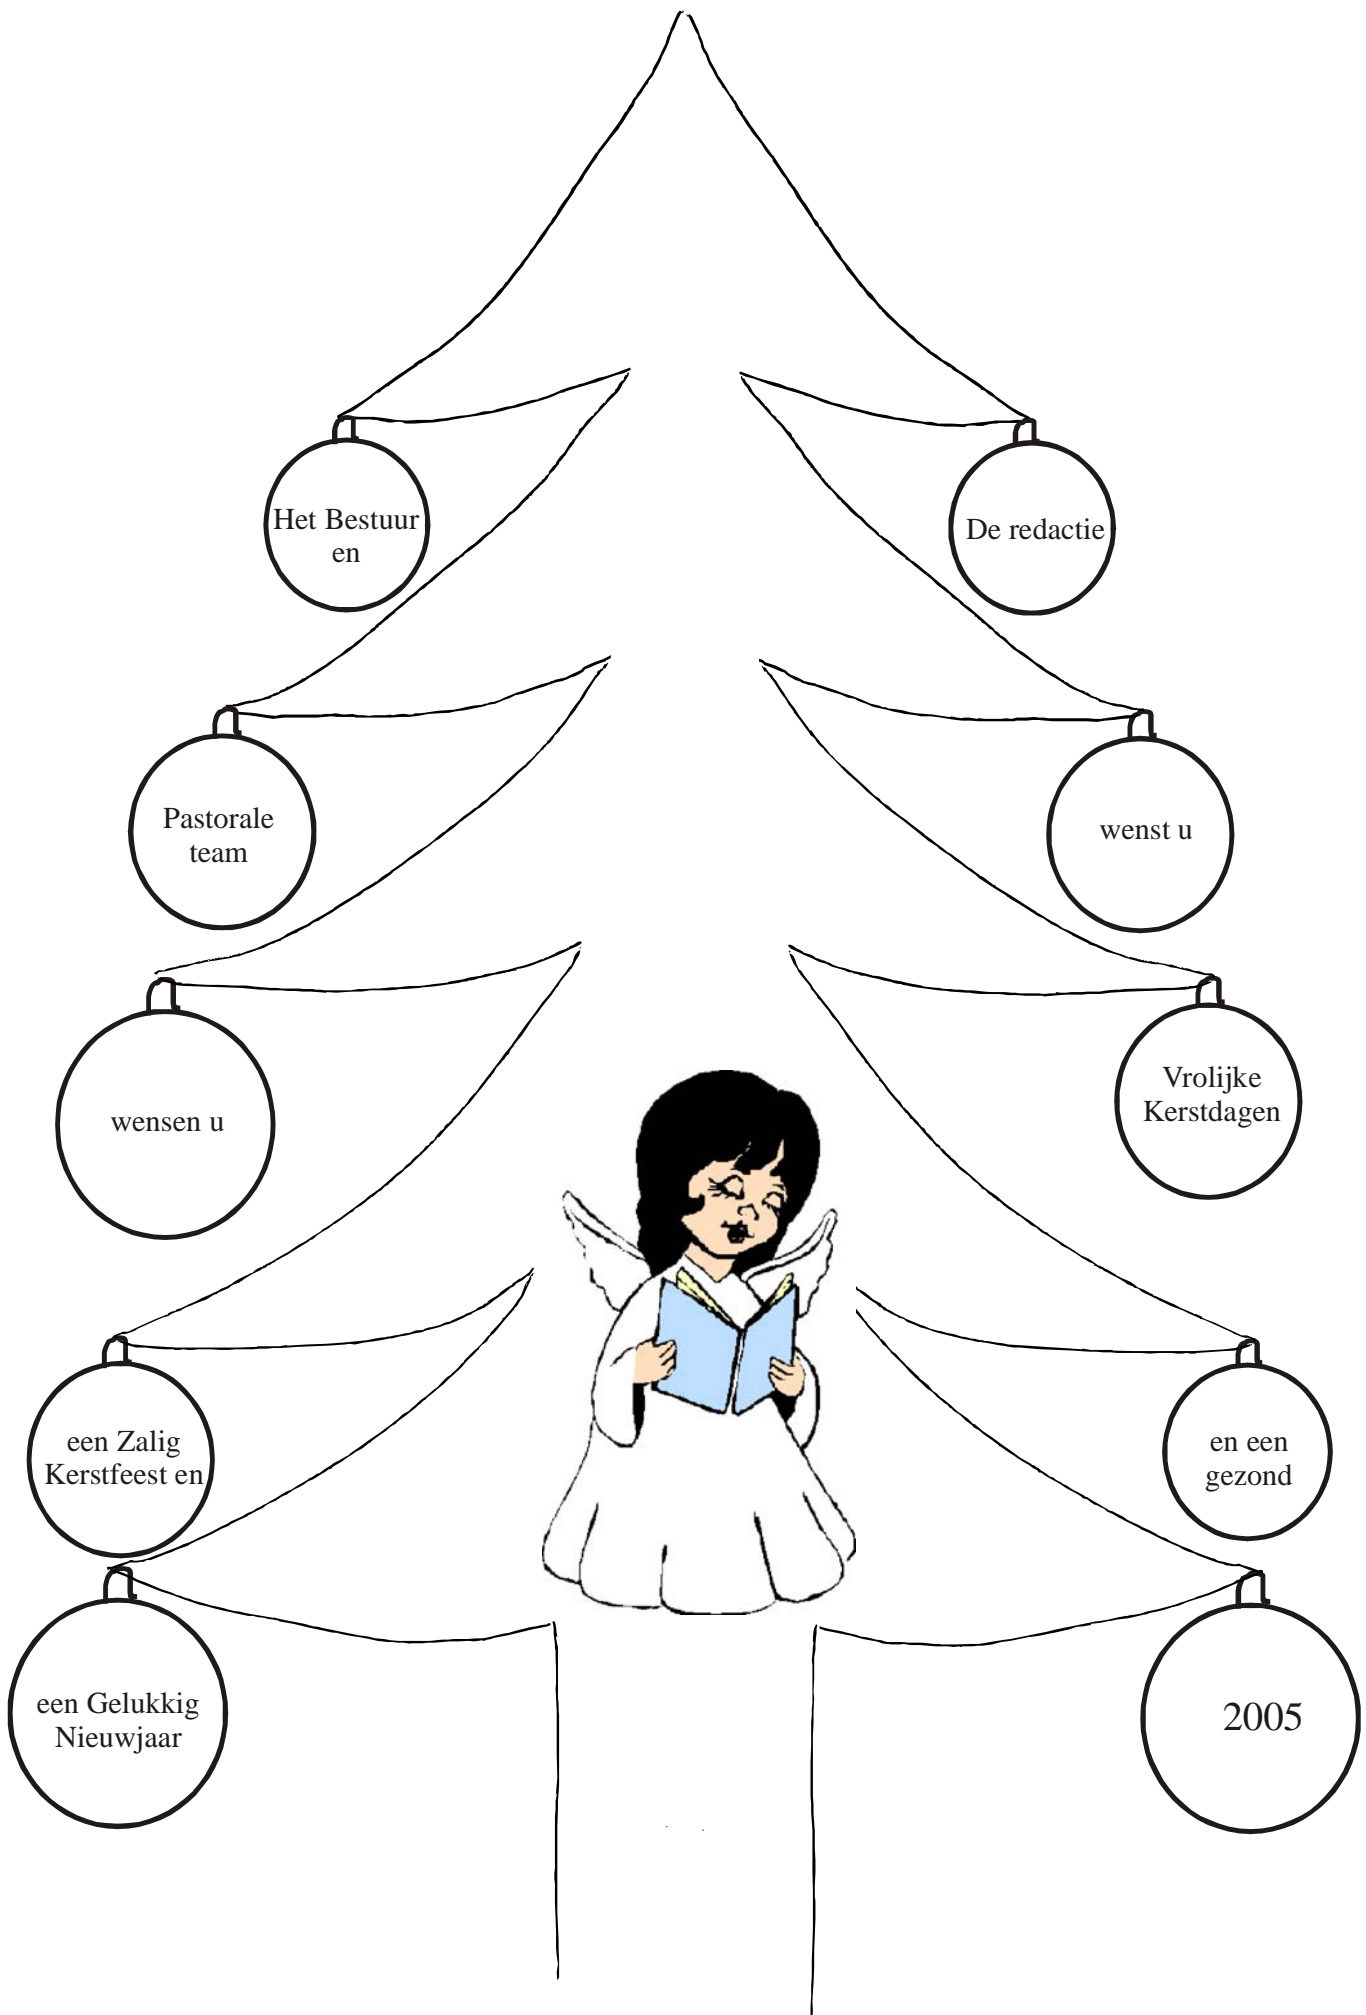 Het Bestuur
en
Pastorale
team
wensen u
een Zalig
Kerstfeest en
een Gelukkig
Nieuwjaar
De redactie
wenst u
Vrolijke
Kerstdagen
en een
gezond
2005